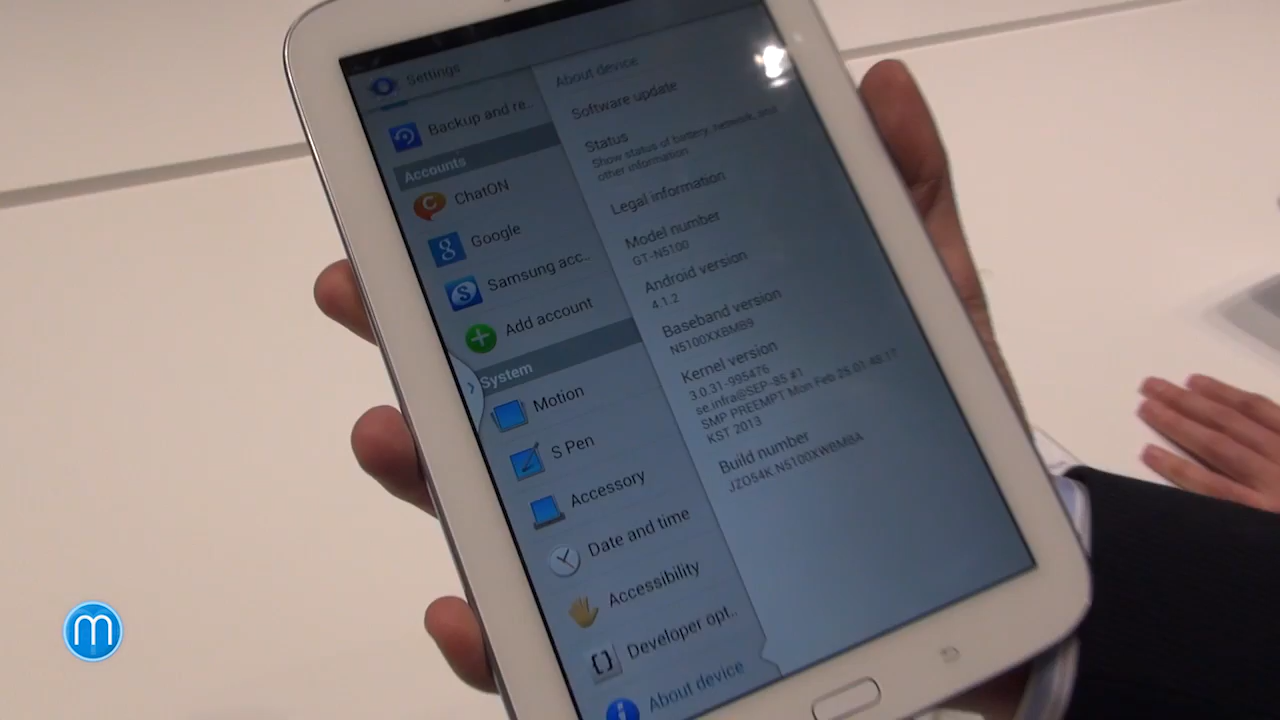 Settings
Backup and re..
Accounts
ChatON
Google
Samsung acc..
Add account
System
Motion
S Pen
Accessory
Date and time
Accessibility
Developer opt..
About device
About device
Software update
Status
Show status of battery, network, and
other information
Legal information
Model number
GT-N5100
Android version
4.1.2
Baseband version
N5100XXBMB9
Kernel version
3.0.31-995476
se.infra@SEP-85 #1
SMP PREEMPT Mon Feb 25 01:48:17
KST 2013
Build number
JZO54K.N5100XWBMBA
m